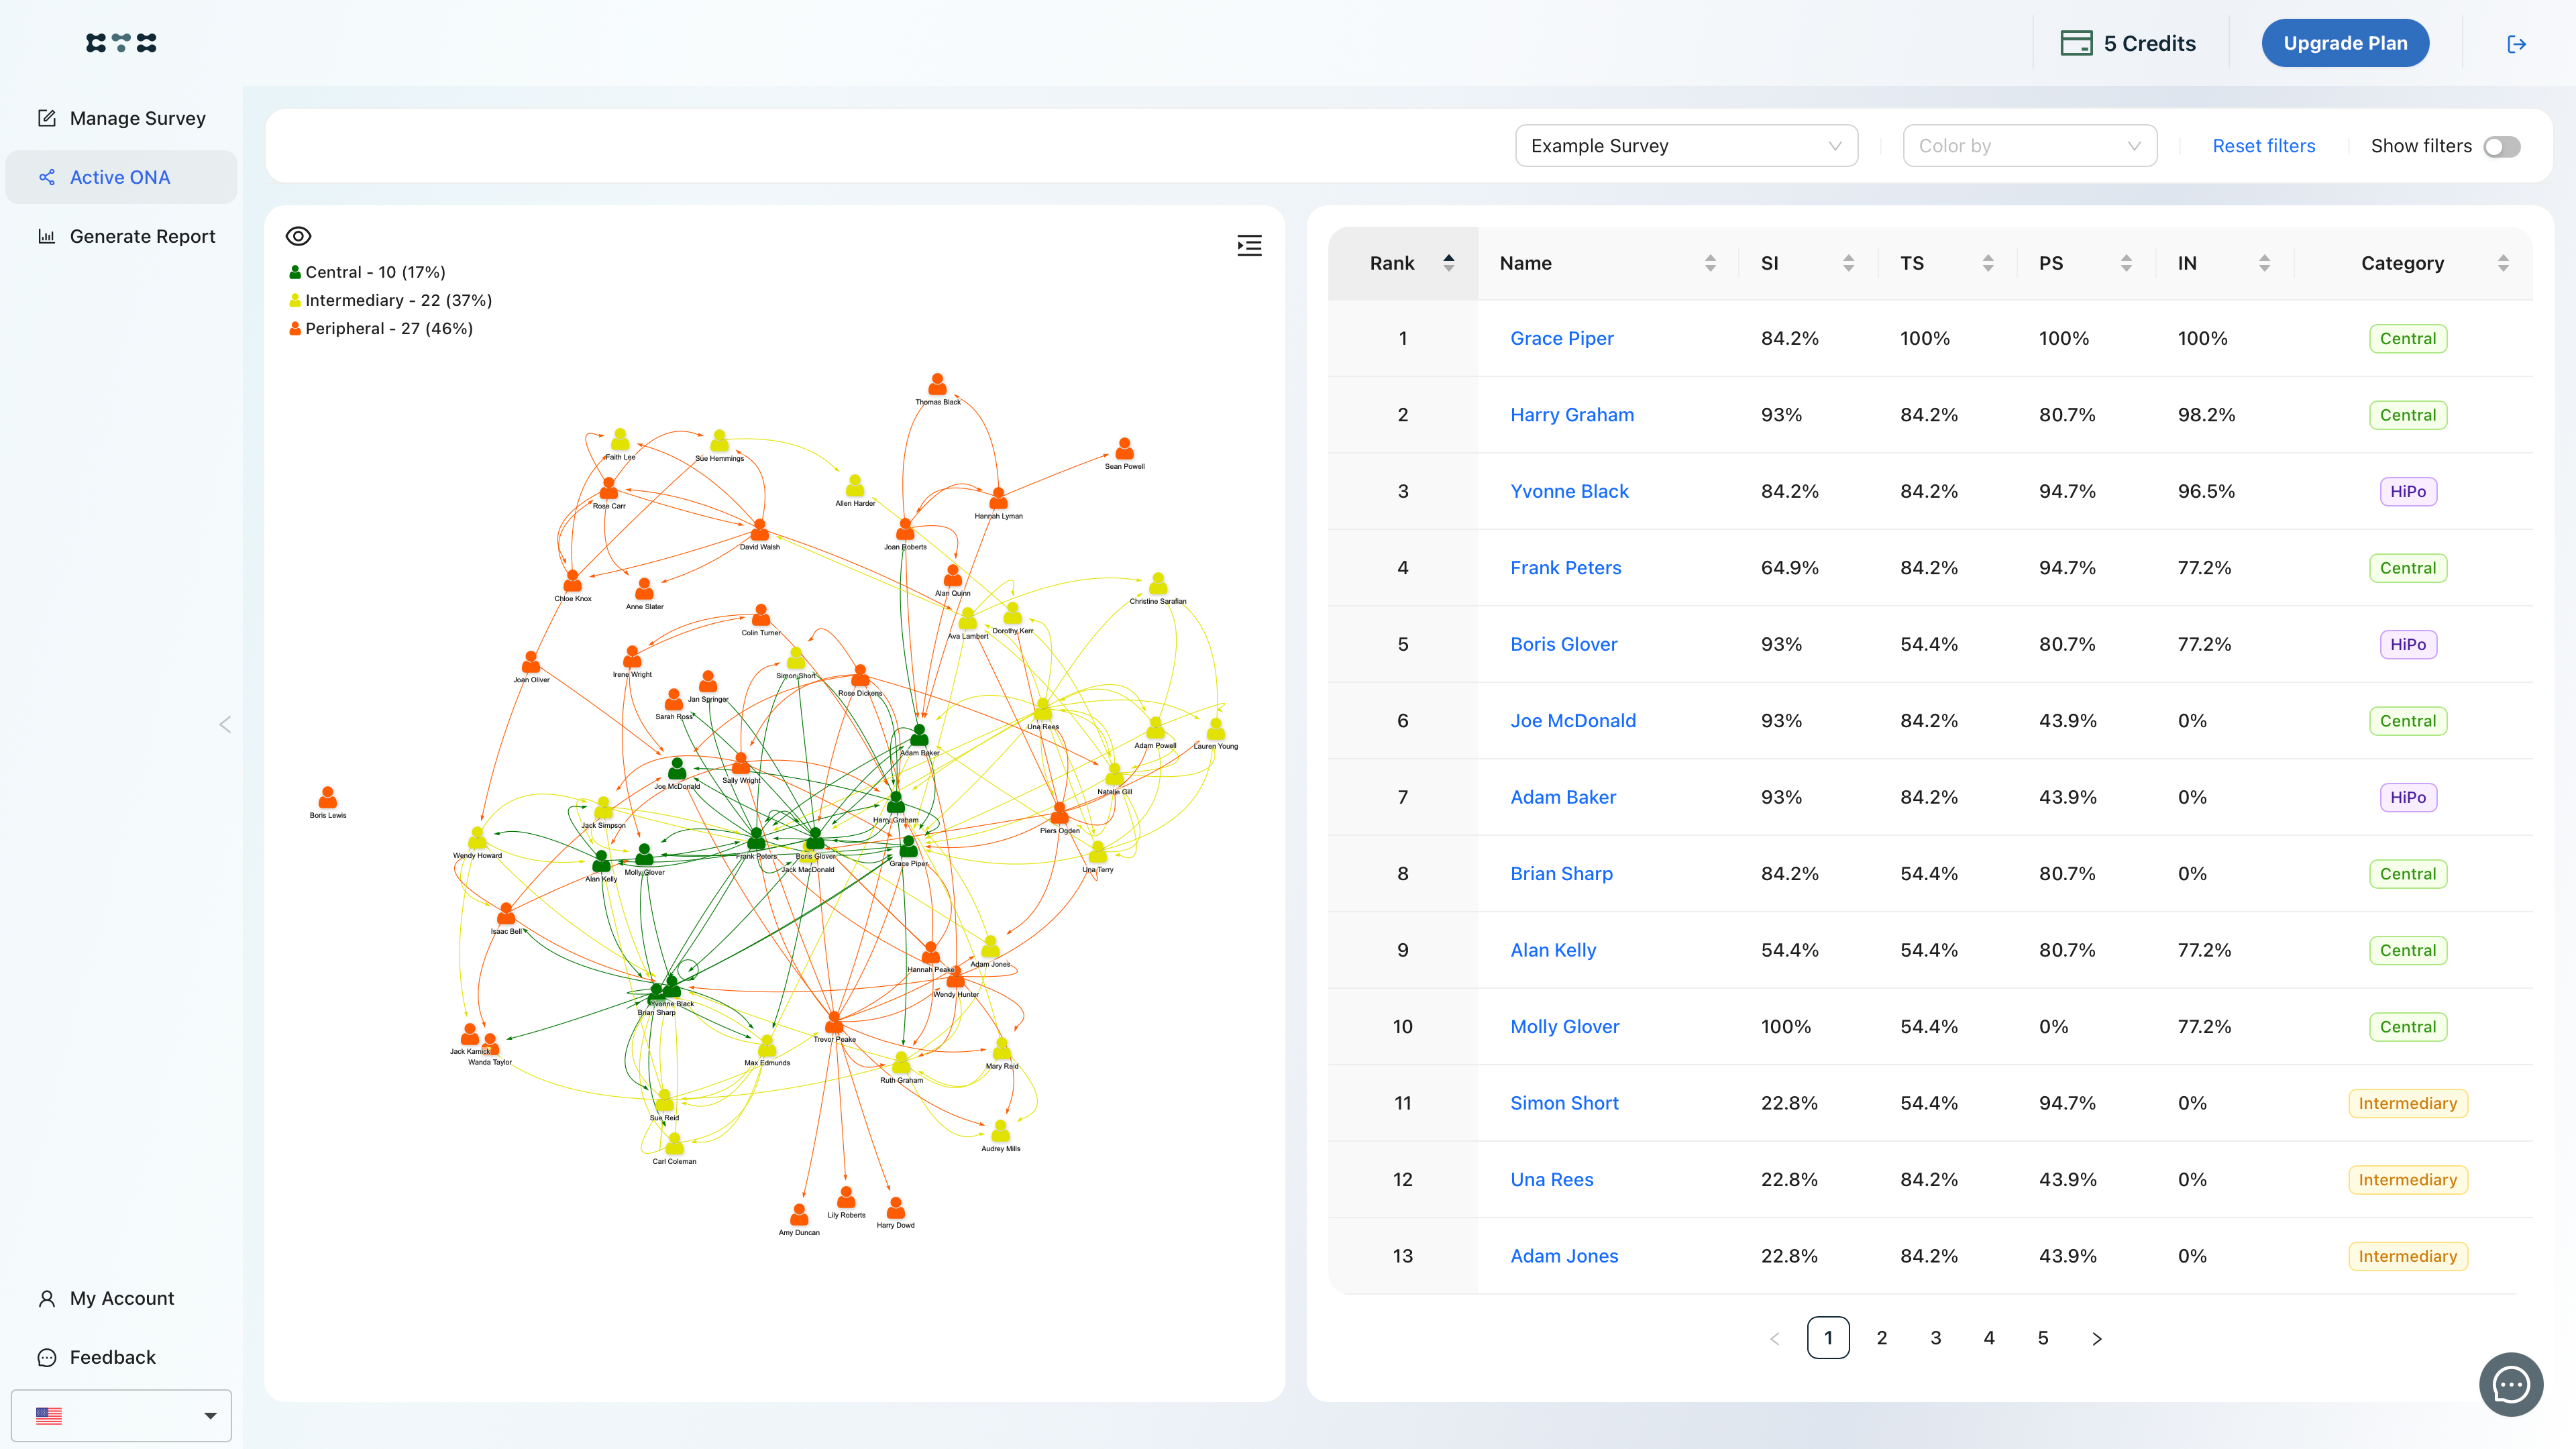 5 Credits
Upgrade Plan
Manage Survey
Active ONA
Generate Report
Example Survey
Color by
Reset filters
Show filters
Central - 10 (17%)
Intermediary - 22 (37%)
Peripheral - 27 (46%)
Thomas Black
Faith Lee
Sue Hemmings
Sean Powell
Allen Harder
Rose Carr
Hannah Lyman
David Walsh
Joan Roberts
Chloe Knox
Anne Slater
Alan Quinn
Christine Sarafian
Colin Turner
Ava Lambert
Dorothy Kerr
Joan Oliver
Irene Wright
Simon Short
Rose Dickens
Jan Springer
Sarah Ross
Una Rees
Adam Powell
Lauren Young
Adam Baker
Joe McDonald
Sally Wright
Natalie Gill
Boris Lewis
Jack Simpson
Harry Graham
Piers Ogden
Wendy Howard
Frank Peters
Boris Glover
Grace Piper
Alan Kelly
Molly Glover
Jack MacDonald
Una Terry
Isaac Bell
Hannah Peake
Adam Jones
Wendy Hunter
Yvonne Black
Brian Sharp
Jack Kamick
Wanda Taylor
Trevor Peake
Max Edmunds
Ruth Graham
Mary Reid
Sue Reid
Carl Coleman
Audrey Mills
Amy Duncan
Lily Roberts
Harry Dowd
Rank Name SI TS PS IN Category
1 Grace Piper 84.2% 100% 100% 100% Central
2 Harry Graham 93% 84.2% 80.7% 98.2% Central
3 Yvonne Black 84.2% 84.2% 94.7% 96.5% HiPo
4 Frank Peters 64.9% 84.2% 94.7% 77.2% Central
5 Boris Glover 93% 54.4% 80.7% 77.2% HiPo
6 Joe McDonald 93% 84.2% 43.9% 0% Central
7 Adam Baker 93% 84.2% 43.9% 0% HiPo
8 Brian Sharp 84.2% 54.4% 80.7% 0% Central
9 Alan Kelly 54.4% 54.4% 80.7% 77.2% Central
10 Molly Glover 100% 54.4% 0% 77.2% Central
11 Simon Short 22.8% 54.4% 94.7% 0% Intermediary
12 Una Rees 22.8% 84.2% 43.9% 0% Intermediary
13 Adam Jones 22.8% 84.2% 43.9% 0% Intermediary
1 2 3 4 5
My Account
Feedback